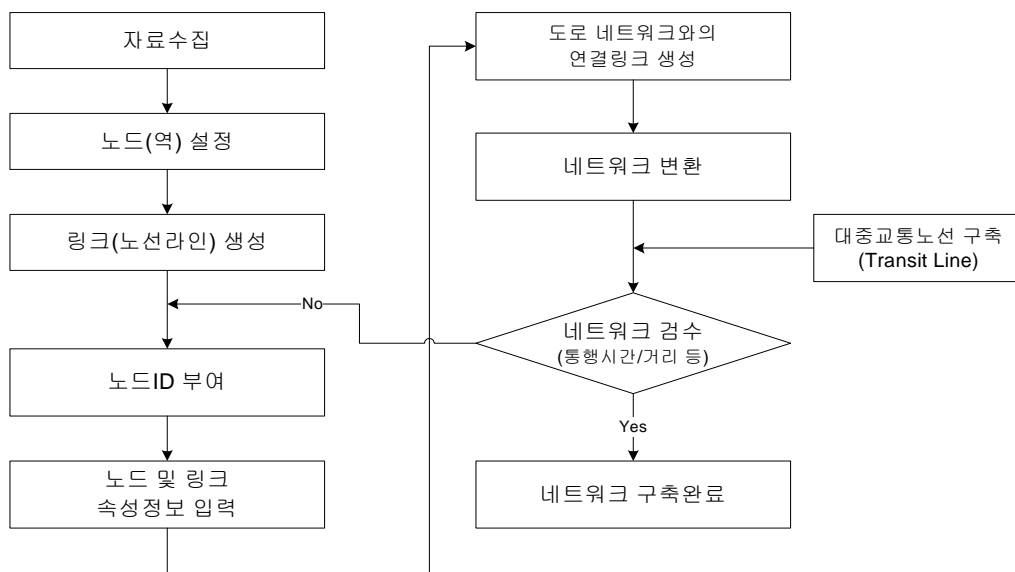 자료수집
노드(역) 설정
링크(노선라인) 생성
노드ID 부여
노드 및 링크
속성정보 입력
도로 네트워크와의
연결링크 생성
네트워크 변환
대중교통노선 구축
(Transit Line)
네트워크 검수
(통행시간/거리 등)
No
Yes
네트워크 구축완료